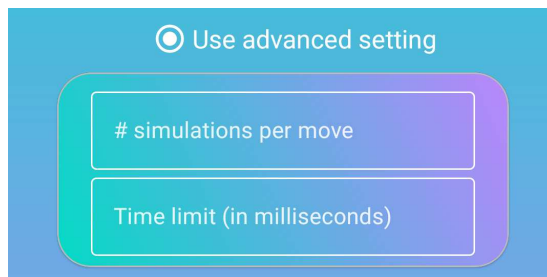 Use advanced setting
# simulations per move
Time limit (in milliseconds)